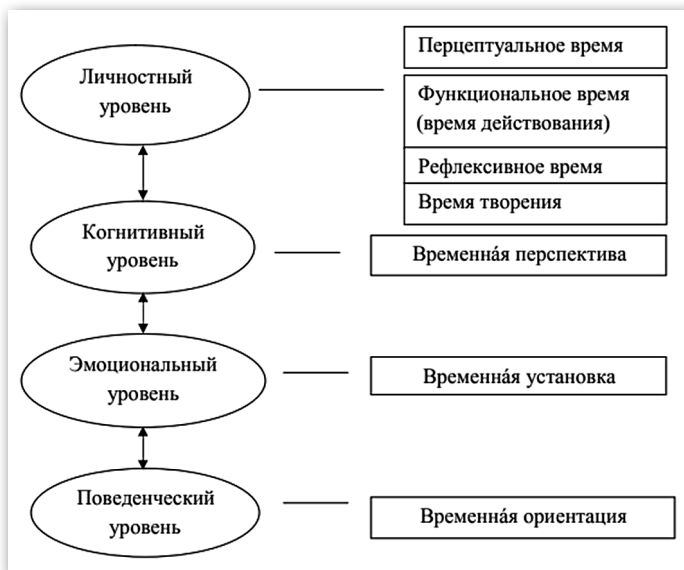 Личностный
уровень
Перцептуальное время
Функциональное время
(время действования)
Рефлексивное время
Время творения
Когнитивный
уровень
Временнáя перспектива
Эмоциональный
уровень
Временнáя установка
Поведенческий
уровень
Временнáя ориентация